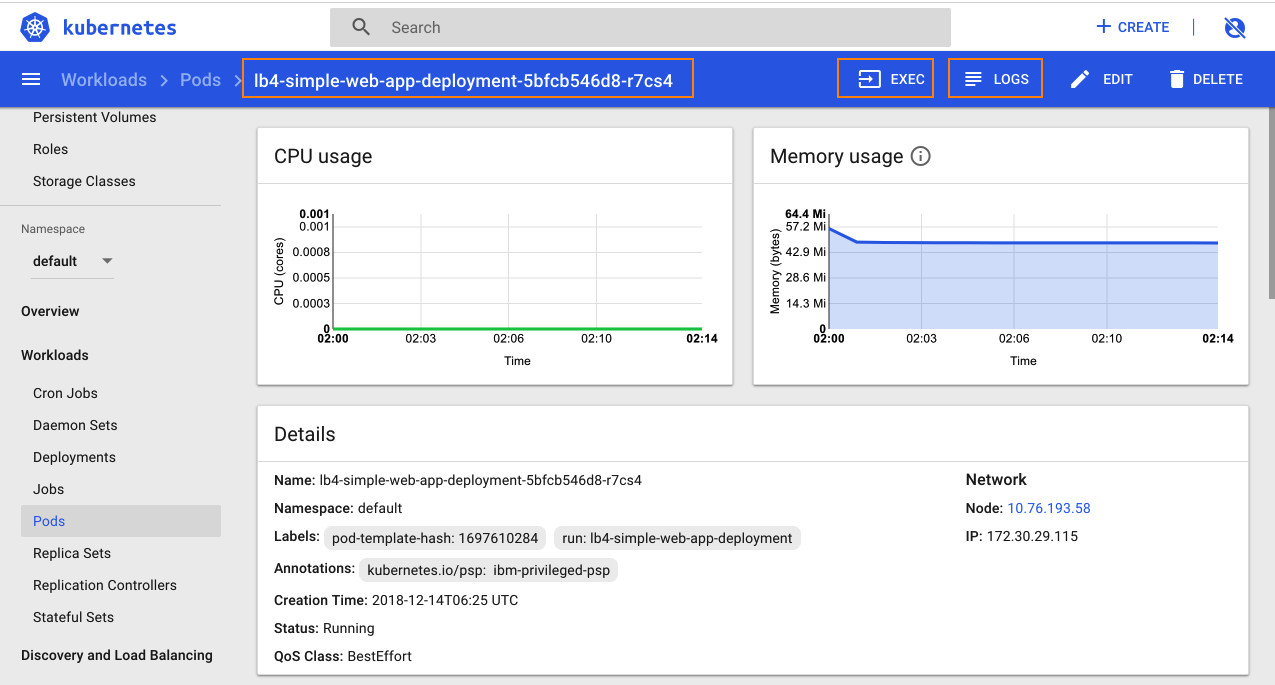 kubernetes
Search
CREATE
Workloads
Pods
lb4-simple-web-app-deployment-5bfcb546d8-r7cs4
EXEC
LOGS
EDIT
DELETE
Persistent Volumes
Roles
Storage Classes
Namespace
default
Overview
Workloads
Cron Jobs
Daemon Sets
Deployments
Jobs
Pods
Replica Sets
Replication Controllers
Stateful Sets
Discovery and Load Balancing
CPU usage
CPU (cores)
0.001
0.001
0.0008
0.0005
0.0003
0
02:00 02:03 02:06 02:10 02:14
Time
Memory usage
Memory (bytes)
64.4 Mi
57.2 Mi
42.9 Mi
28.6 Mi
14.3 Mi
0
02:00 02:03 02:06 02:10 02:14
Time
Details
Name: lb4-simple-web-app-deployment-5bfcb546d8-r7cs4
Namespace: default
Labels: pod-template-hash: 1697610284 run: lb4-simple-web-app-deployment
Annotations: kubernetes.io/psp: ibm-privileged-psp
Creation Time: 2018-12-14T06:25 UTC
Status: Running
QoS Class: BestEffort
Network
Node: 10.76.193.58
IP: 172.30.29.115